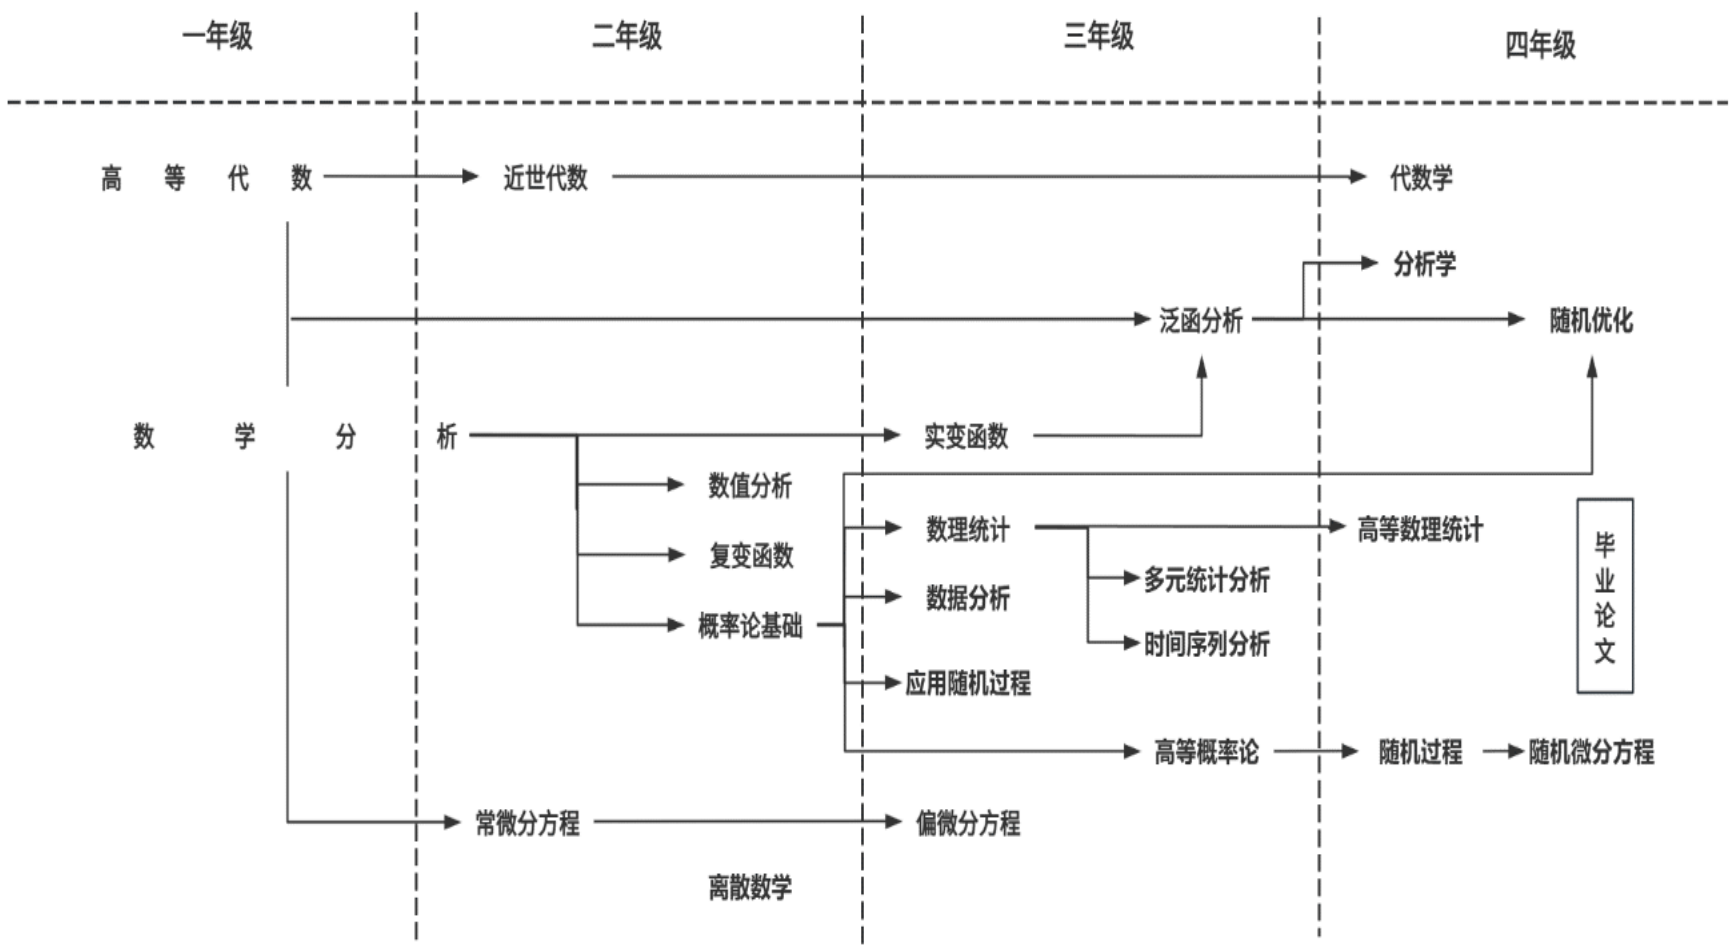 一年级
二年级
三年级
四年级
高等代数
近世代数
代数学
分析学
泛函分析
随机优化
数学分析
实变函数
数值分析
数理统计
高等数理统计
复变函数
多元统计分析
数据分析
概率论基础
时间序列分析
应用随机过程
毕业论文
高等概率论
随机过程
随机微分方程
常微分方程
偏微分方程
离散数学